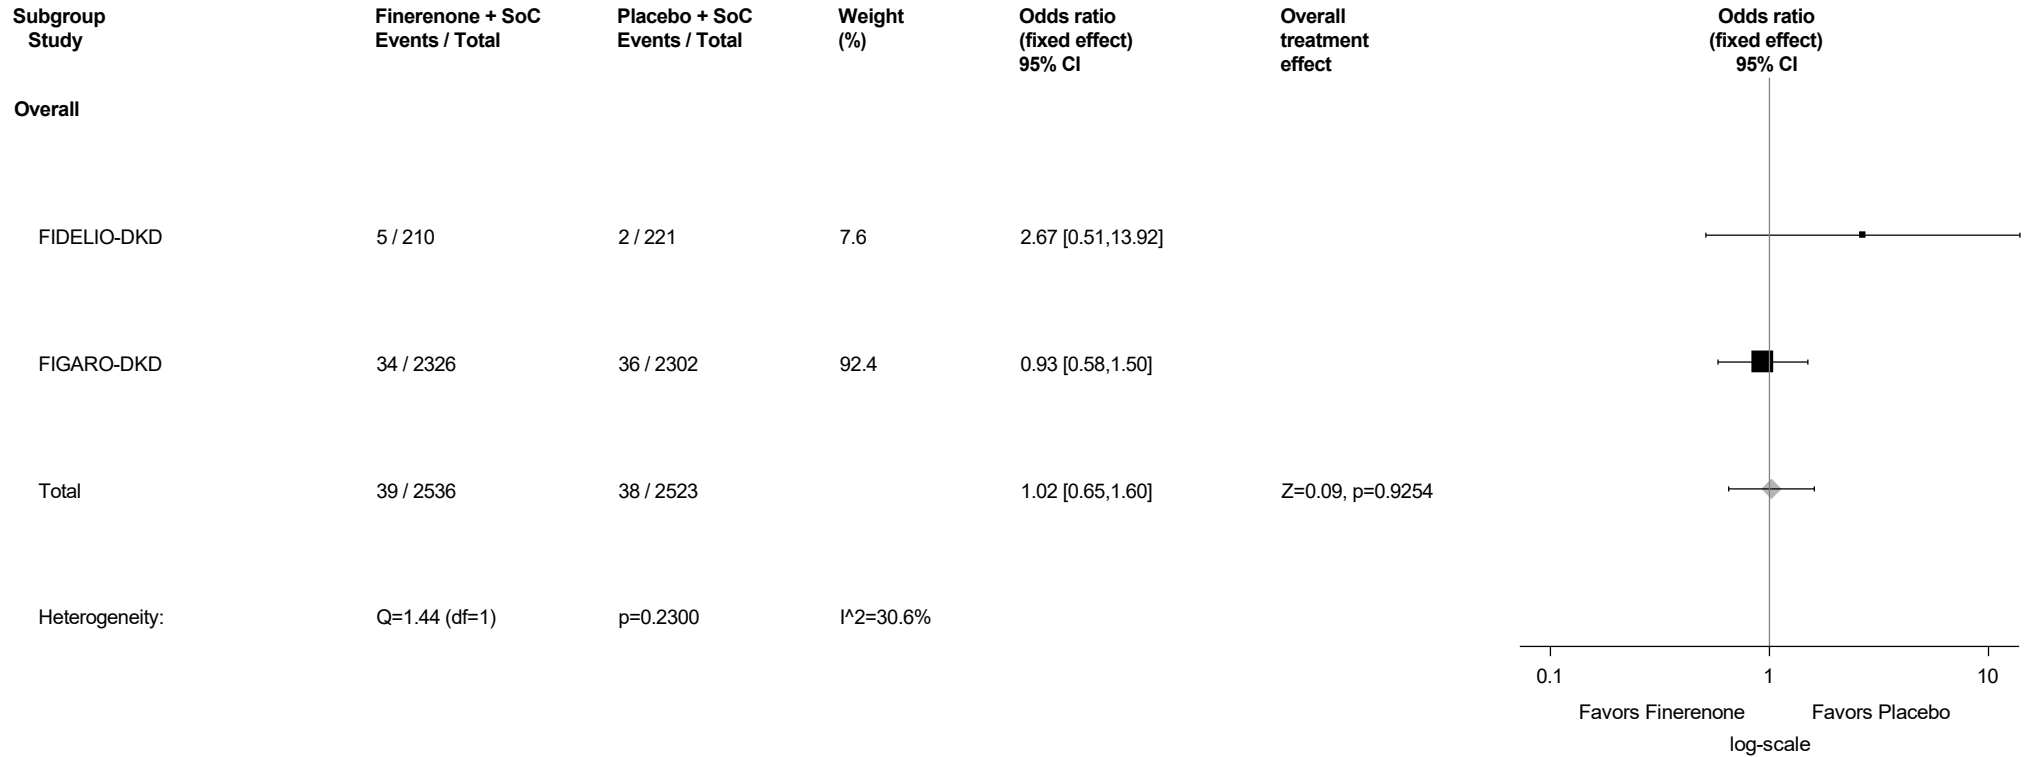 Subgroup Finerenone + SoC Placebo + SoC Weight Odds ratio Overall Odds ratio
Study Events / Total Events / Total (%) (fixed effect) treatment (fixed effect)
95% CI effect 95% CI
Overall
FIDELIO-DKD 5 / 210 2 / 221 7.6 2.67 [0.51,13.92]
FIGARO-DKD 34 / 2326 36 / 2302 92.4 0.93 [0.58,1.50]
Total 39 / 2536 38 / 2523 1.02 [0.65,1.60] Z=0.09, p=0.9254
Heterogeneity: Q=1.44 (df=1) p=0.2300 I^2=30.6%
0.1 1 10
Favors Finerenone Favors Placebo
log-scale